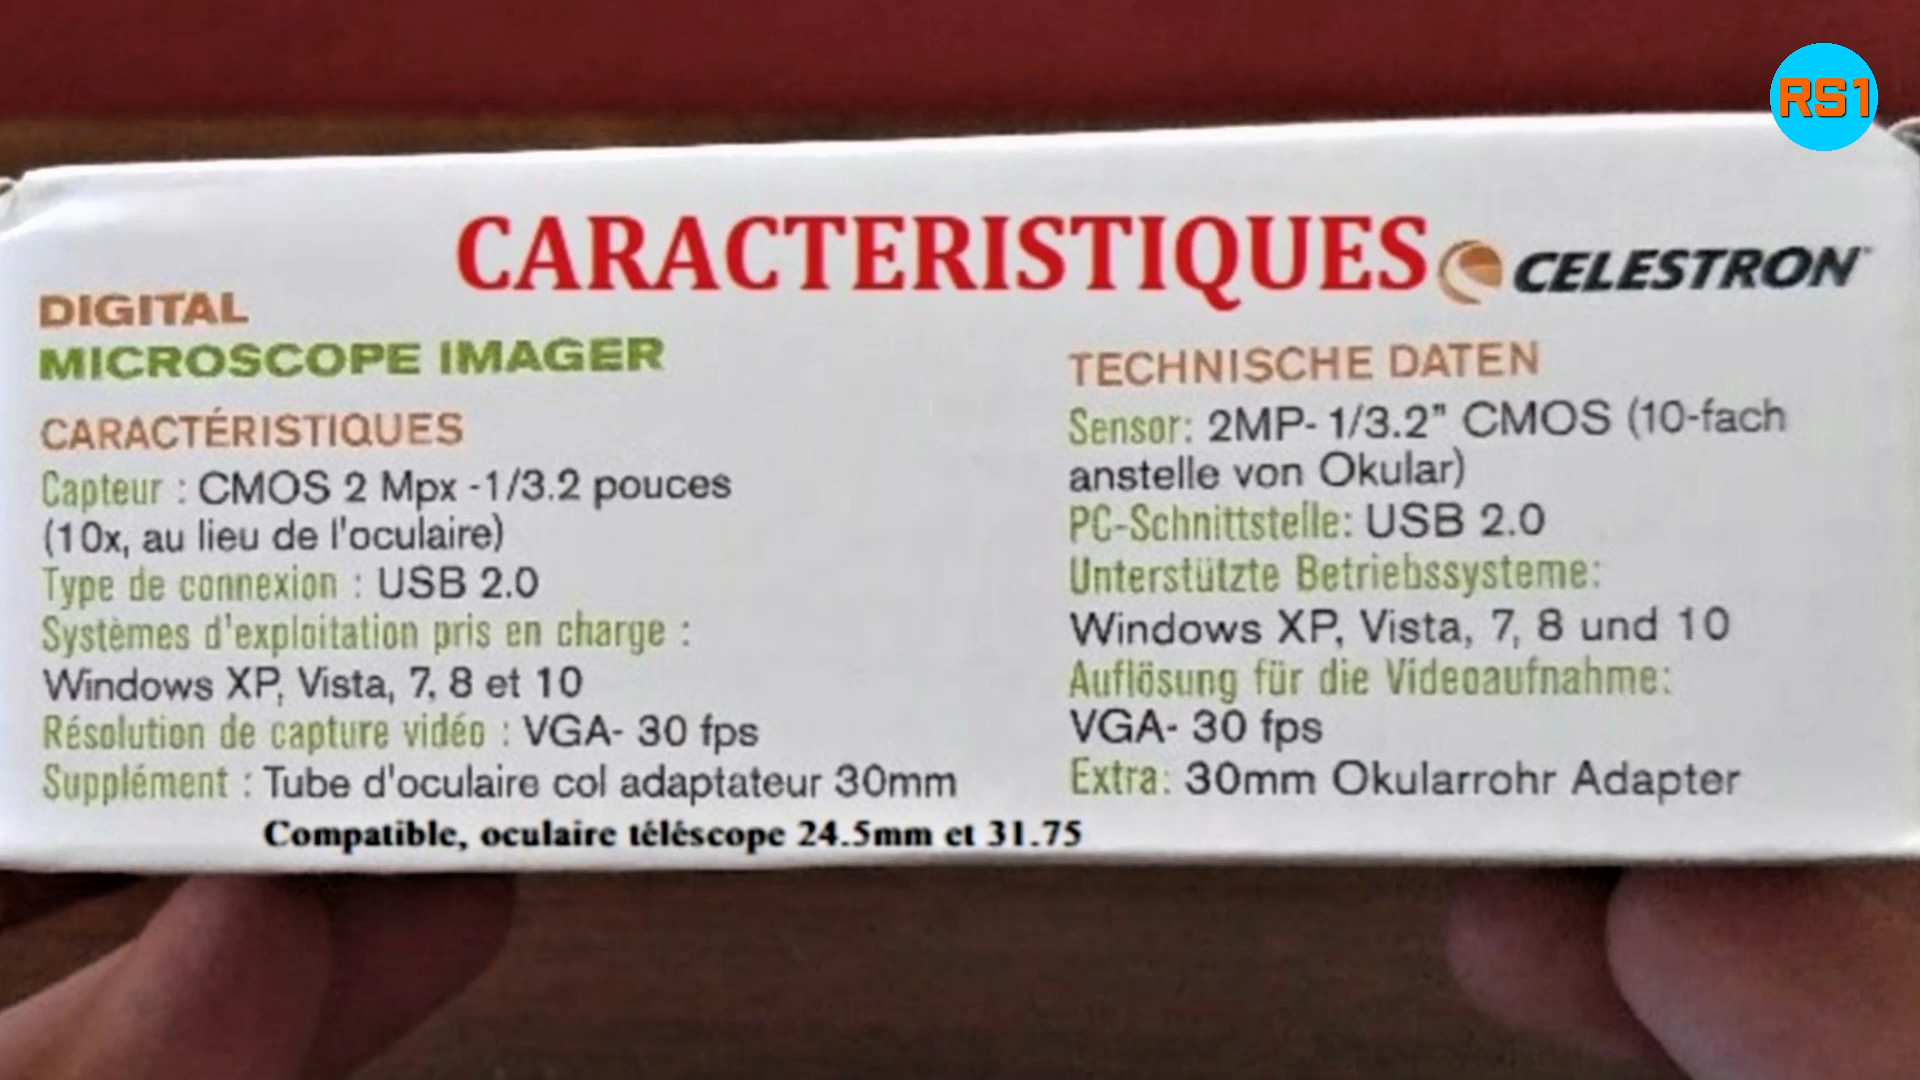 RS1
CARACTERISTIQUES
CELESTRON
DIGITAL
MICROSCOPE IMAGER
CARACTÉRISTIQUES
Capteur : CMOS 2 Mpx -1/3.2 pouces
(10x, au lieu de l'oculaire)
Type de connexion : USB 2.0
Systèmes d'exploitation pris en charge :
Windows XP, Vista, 7, 8 et 10
Résolution de capture vidéo : VGA- 30 fps
Supplément : Tube d'oculaire col adaptateur 30mm
Compatible, oculaire téléscope 24.5mm et 31.75
TECHNISCHE DATEN
Sensor: 2MP- 1/3.2" CMOS (10-fach
anstelle von Okular)
PC-Schnittstelle: USB 2.0
Unterstützte Betriebssysteme:
Windows XP, Vista, 7, 8 und 10
Auflösung für die Videoaufnahme:
VGA- 30 fps
Extra: 30mm Okularrohr Adapter